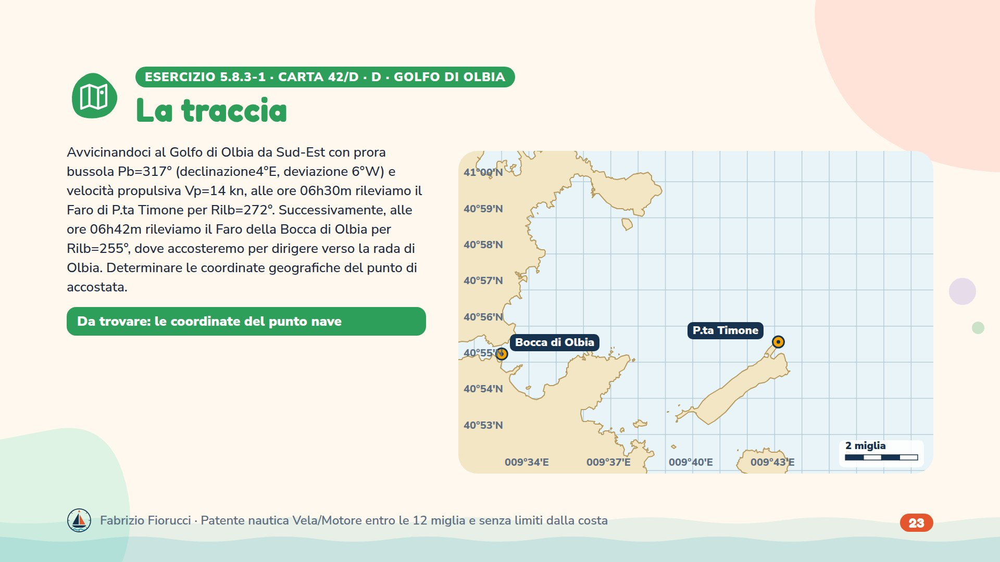 ESERCIZIO 5.8.3-1 · CARTA 42/D · D · GOLFO DI OLBIA
La traccia
Avvicinandoci al Golfo di Olbia da Sud-Est con prora
bussola Pb=317° (declinazione4°E, deviazione 6°W) e
velocità propulsiva Vp=14 kn, alle ore 06h30m rileviamo il
Faro di P.ta Timone per Rilb=272°. Successivamente, alle
ore 06h42m rileviamo il Faro della Bocca di Olbia per
Rilb=255°, dove accosteremo per dirigere verso la rada di
Olbia. Determinare le coordinate geografiche del punto di
accostata.
Da trovare: le coordinate del punto nave
41°00'N
40°59'N
40°58'N
40°57'N
40°56'N
P.ta Timone
Bocca di Olbia
40°55'N
40°54'N
40°53'N
2 miglia
009°34'E
009°37'E
009°40'E
009°43'E
Fabrizio Fiorucci · Patente nautica Vela/Motore entro le 12 miglia e senza limiti dalla costa
23